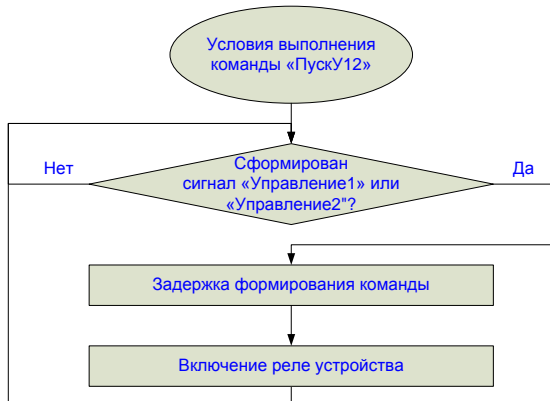 Условия выполнения
команды «ПускУ12»
Нет
Сформирован
сигнал «Управление1» или
«Управление2"?
Да
Задержка формирования команды
Включение реле устройства